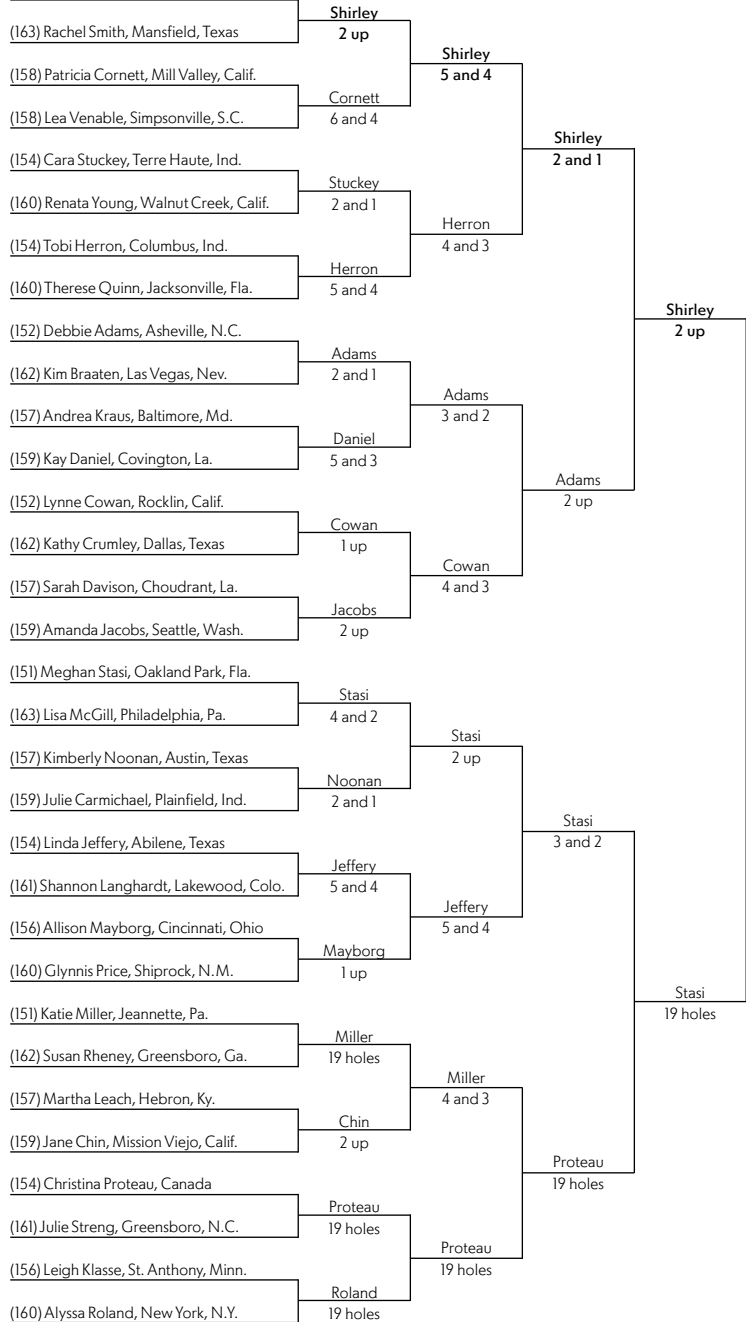 Shirley
(163) Rachel Smith, Mansfield, Texas
2 up
Shirley
5 and 4
(158) Patricia Cornett, Mill Valley, Calif.
Cornett
6 and 4
(158) Lea Venable, Simpsonville, S.C.
Shirley
2 and 1
(154) Cara Stuckey, Terre Haute, Ind.
Stuckey
2 and 1
(160) Renata Young, Walnut Creek, Calif.
Herron
4 and 3
(154) Tobi Herron, Columbus, Ind.
Herron
5 and 4
(160) Therese Quinn, Jacksonville, Fla.
Shirley
2 up
(152) Debbie Adams, Asheville, N.C.
Adams
2 and 1
(162) Kim Braaten, Las Vegas, Nev.
Adams
3 and 2
(157) Andrea Kraus, Baltimore, Md.
Daniel
5 and 3
(159) Kay Daniel, Covington, La.
Adams
2 up
(152) Lynne Cowan, Rocklin, Calif.
Cowan
1 up
(162) Kathy Crumley, Dallas, Texas
Cowan
4 and 3
(157) Sarah Davison, Choudrant, La.
Jacobs
2 up
(159) Amanda Jacobs, Seattle, Wash.
(151) Meghan Stasi, Oakland Park, Fla.
Stasi
4 and 2
(163) Lisa McGill, Philadelphia, Pa.
Stasi
2 up
(157) Kimberly Noonan, Austin, Texas
Noonan
2 and 1
(159) Julie Carmichael, Plainfield, Ind.
Stasi
3 and 2
(154) Linda Jeffery, Abilene, Texas
Jeffery
5 and 4
(161) Shannon Langhardt, Lakewood, Colo.
Jeffery
5 and 4
(156) Allison Mayborg, Cincinnati, Ohio
Mayborg
1 up
(160) Glynnis Price, Shiprock, N.M.
Stasi
19 holes
(151) Katie Miller, Jeannette, Pa.
Miller
19 holes
(162) Susan Rheney, Greensboro, Ga.
Miller
4 and 3
(157) Martha Leach, Hebron, Ky.
Chin
2 up
(159) Jane Chin, Mission Viejo, Calif.
Proteau
19 holes
(154) Christina Proteau, Canada
Proteau
19 holes
(161) Julie Streng, Greensboro, N.C.
Proteau
19 holes
(156) Leigh Klasse, St. Anthony, Minn.
Roland
19 holes
(160) Alyssa Roland, New York, N.Y.